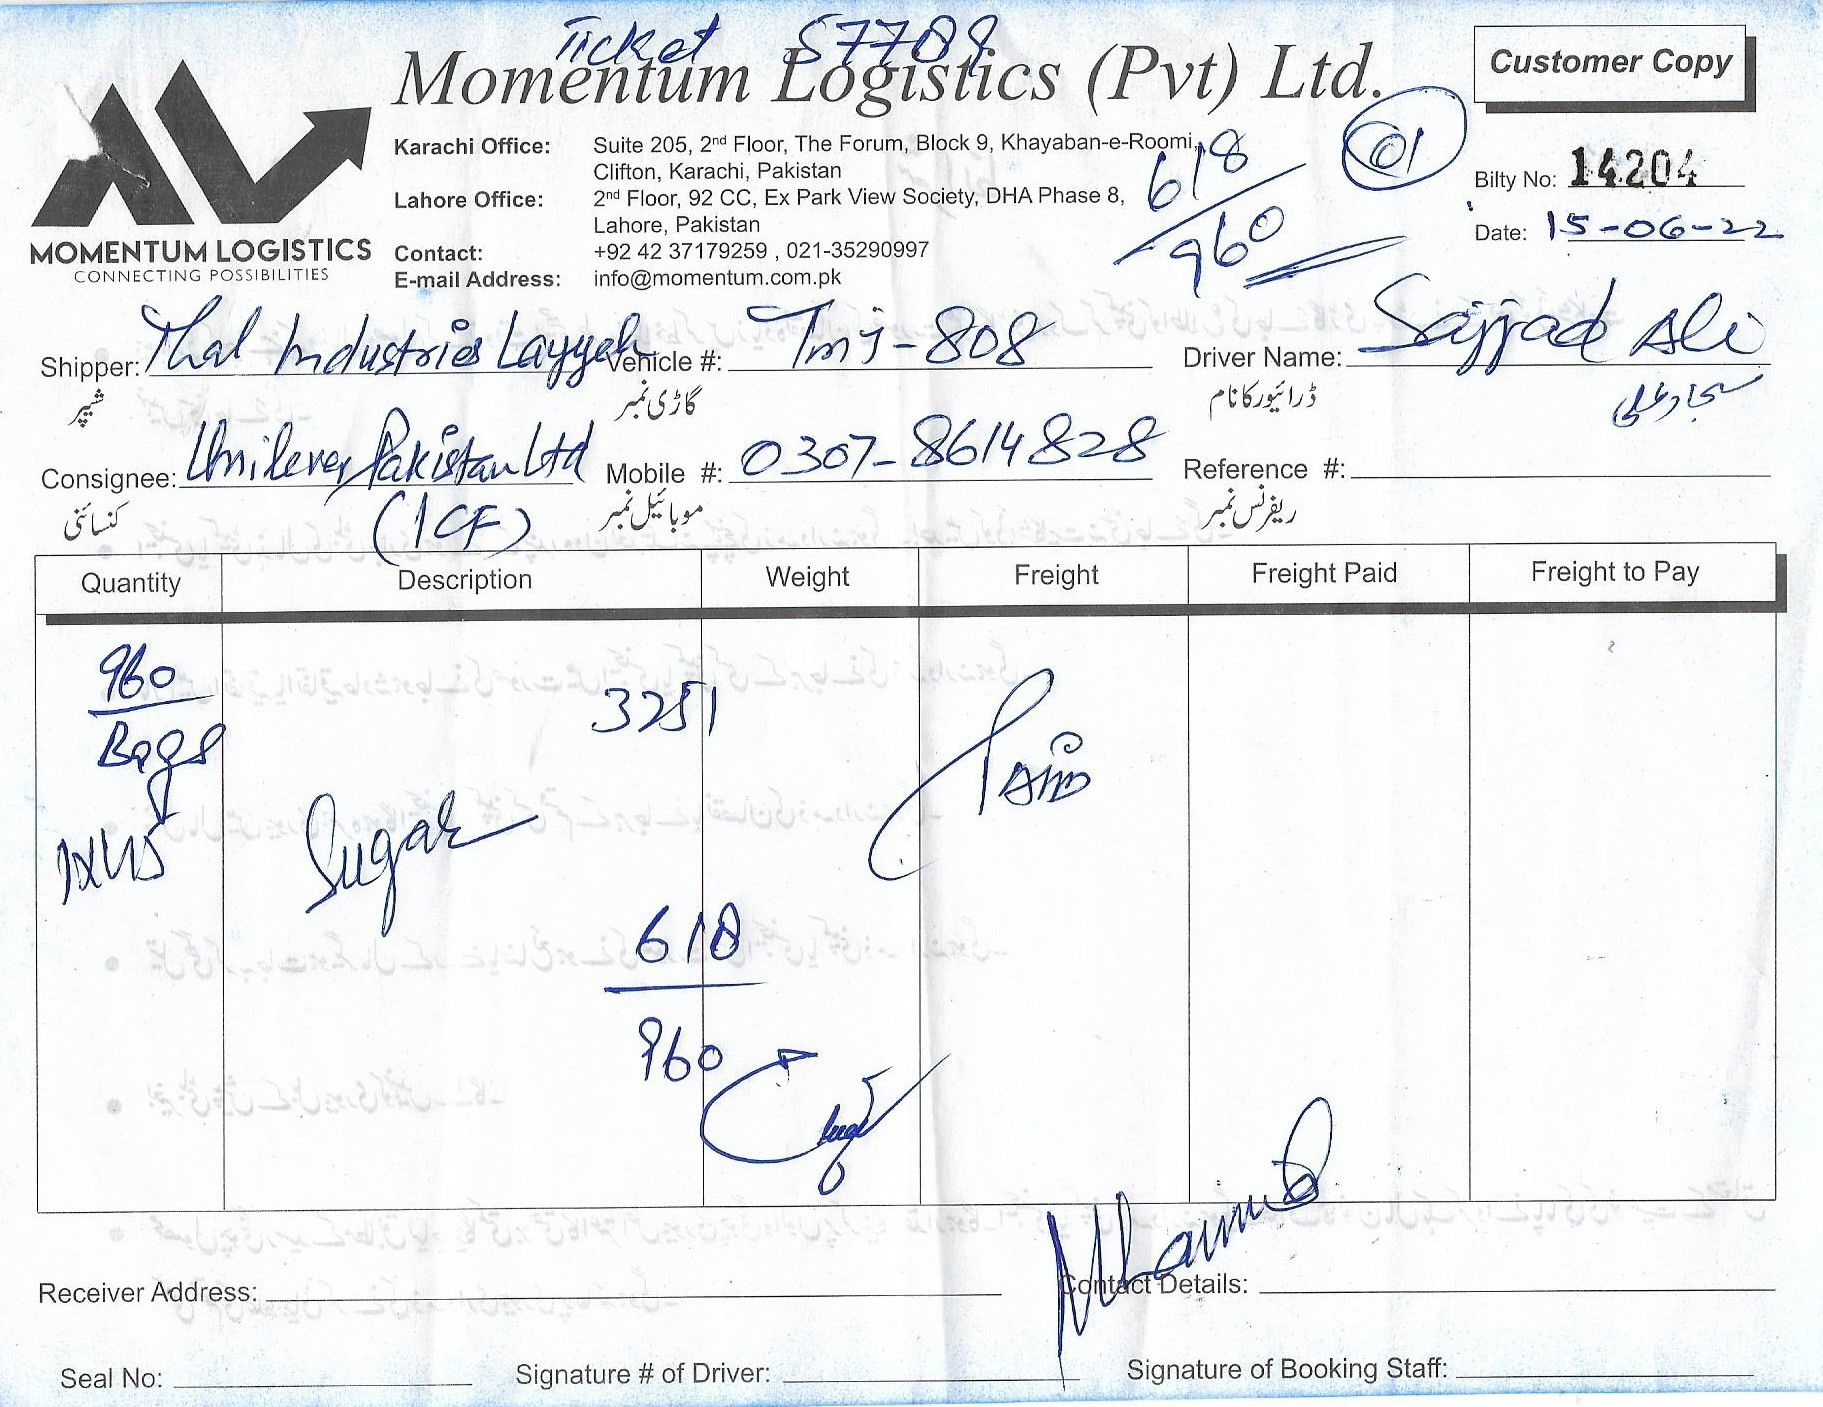 Ticket 57789
Momentum Logistics (Pvt) Ltd.
Customer Copy
MOMENTUM LOGISTICS
CONNECTING POSSIBILITIES
Karachi Office: Suite 205, 2nd Floor, The Forum, Block 9, Khayaban-e-Roomi,
Clifton, Karachi, Pakistan
Lahore Office: 2nd Floor, 92 CC, Ex Park View Society, DHA Phase 8,
Lahore, Pakistan
Contact: +92 42 37179259 , 021-35290997
E-mail Address: info@momentum.com.pk
618
960
01
Bilty No: 14204
Date: 15-06-22
Shipper: Thal Industries Layyah Vehicle #: TMJ-808 Driver Name: Sajjad Ali
شیپر گاڑی نمبر ڈرائیور کا نام سجاد علی
Consignee: Unilever Pakistan Ltd Mobile #: 0307-8614828 Reference #:
(ICF)
کنسائنی موبائیل نمبر ریفرنس نمبر
Quantity Description Weight Freight Freight Paid Freight to Pay
960 3251
Bags
Sugar
618
960
Receiver Address: Contact Details:
Seal No: Signature # of Driver: Signature of Booking Staff: